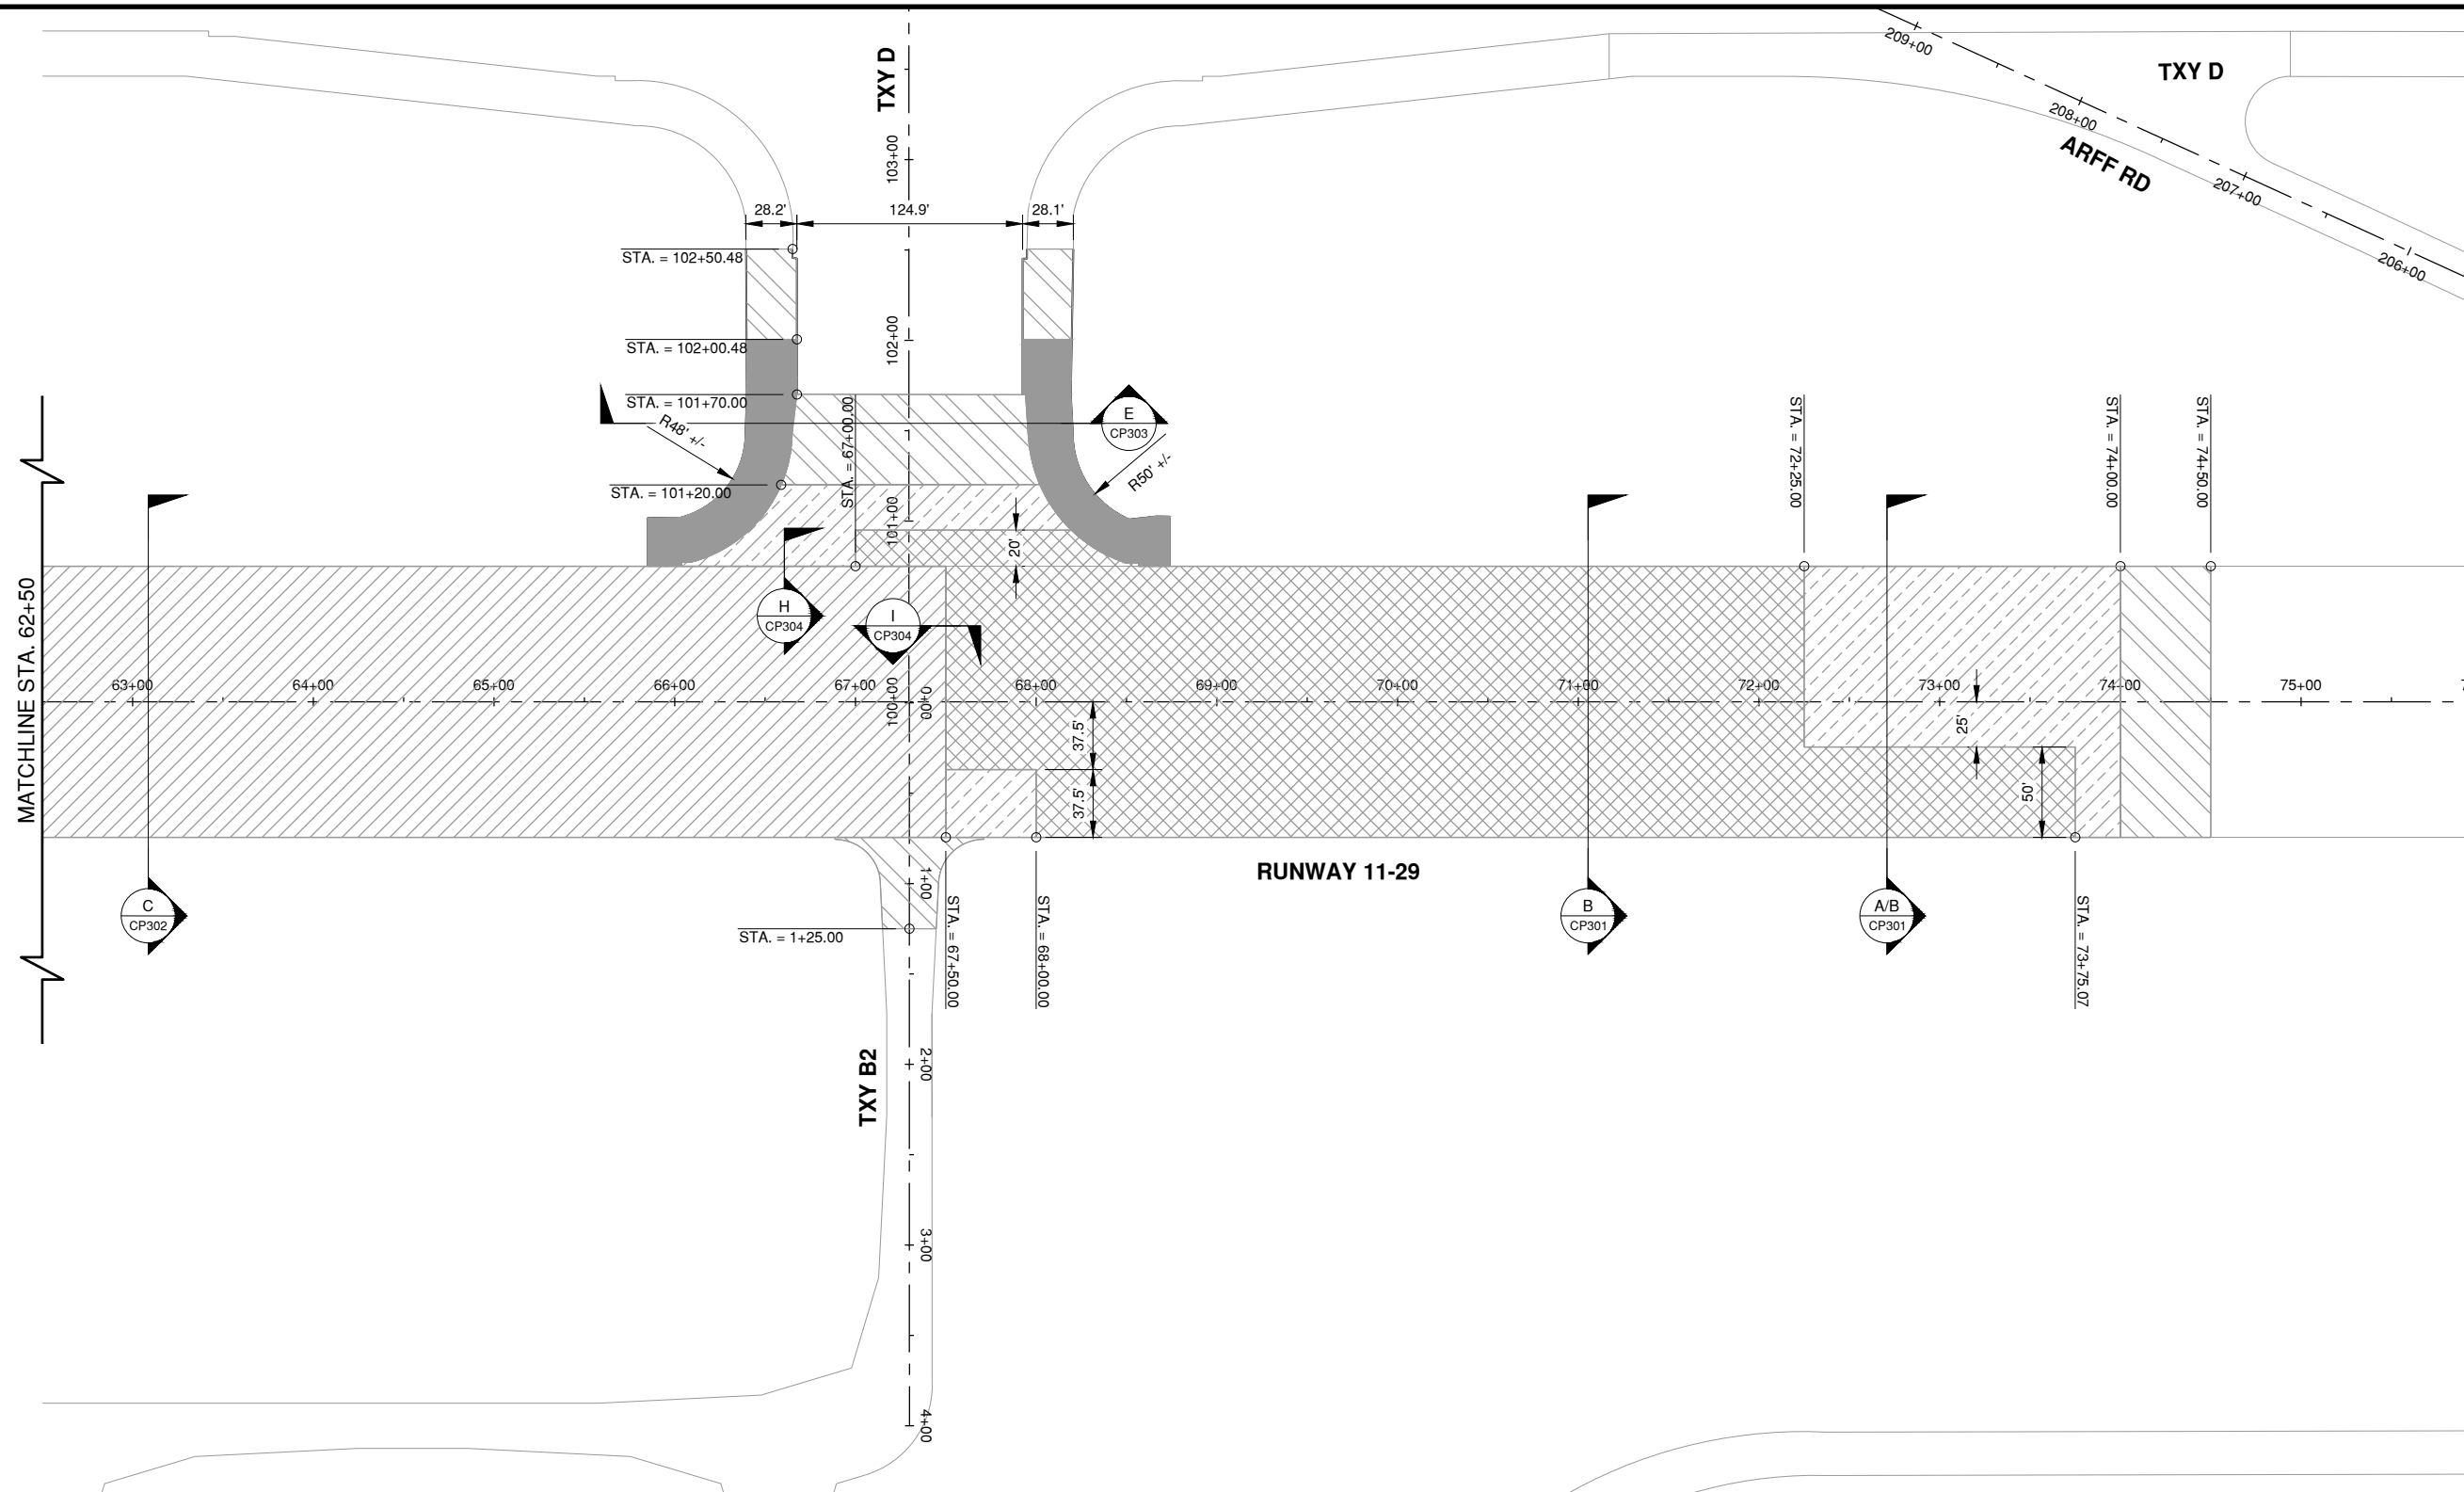 209+00
TXY D
TXY D
208+00
ARFF RD
103+00
207+00
28.2'
124.9'
28.1'
206+00
STA. = 102+50.48
102+00
STA. = 102+00.48
STA. = 101+70.00
R48' +/-
STA. = 67+00.00
E
CP303
R50' +/-
STA. = 72+25.00
STA. = 74+00.00
STA. = 74+50.00
STA. = 101+20.00
101+00
20'
MATCHLINE STA. 62+50
H
CP304
I
CP304
63+00
64+00
65+00
66+00
67+00
100+00
0+00
68+00
69+00
70+00
71+00
72+00
73+00
74+00
75+00
37.5'
25'
37.5'
50'
RUNWAY 11-29
1+00
C
CP302
B
CP301
A/B
CP301
STA. = 1+25.00
STA. = 67+50.00
STA. = 68+00.00
STA. = 73+75.07
TXY B2
2+00
3+00
4+00